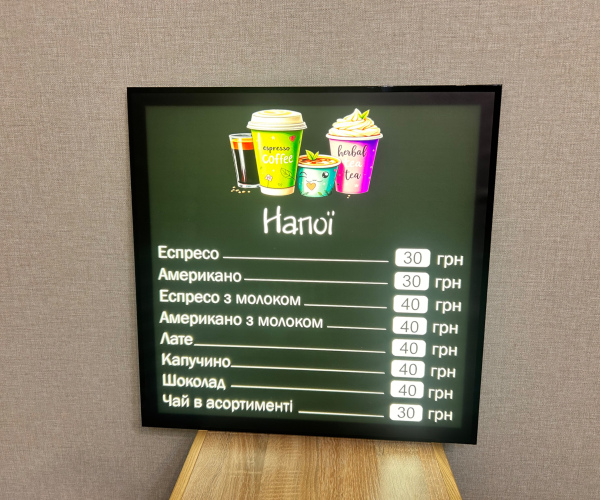 espresso
coffee
herbal
tea
Напої
Еспресо 30 грн
Американо 30 грн
Еспресо з молоком 40 грн
Американо з молоком 40 грн
Лате 40 грн
Капучино 40 грн
Шоколад 40 грн
Чай в асортименті 30 грн